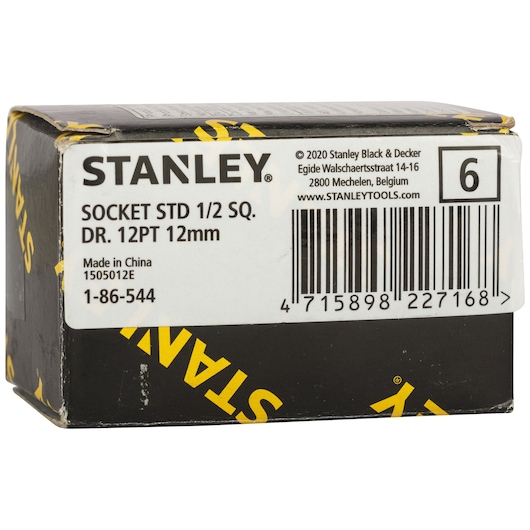 STANLEY®
SOCKET STD 1/2 SQ.
DR. 12PT 12mm
Made in China
1505012E
1-86-544
© 2020 Stanley Black & Decker
Egide Walschaertsstraat 14-16
2800 Mechelen, Belgium
www.STANLEYTOOLS.com
6
4 715898 227168 >
STANLEY
STANLEY
STANLEY®